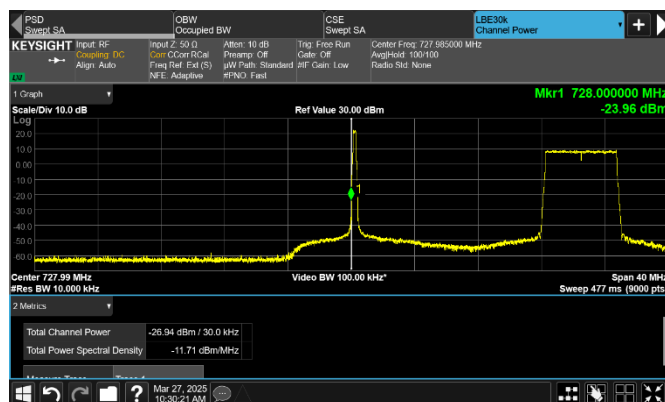 PSD
Swept SA
OBW
Occupied BW
CSE
Swept SA
LBE30k
Channel Power
KEYSIGHT
Input: RF
Coupling: DC
Align: Auto
Input Z: 50 Ω
Corr CCorr RCal
Freq Ref: Ext (S)
NFE: Adaptive
Atten: 10 dB
Preamp: Off
µW Path: Standard
#PNO: Fast
Trig: Free Run
Gate: Off
#IF Gain: Low
Center Freq: 727.985000 MHz
Avg|Hold: 100/100
Radio Std: None
1 Graph
Mkr1 728.000000 MHz
-23.96 dBm
Scale/Div 10.0 dB
Ref Value 30.00 dBm
Log
20.0
10.0
0.00
-10.0
-20.0
-30.0
-40.0
-50.0
-60.0
1
Center 727.99 MHz
#Res BW 10.000 kHz
Video BW 100.00 kHz*
Span 40 MHz
Sweep 477 ms (9000 pts)
2 Metrics
Total Channel Power
-26.94 dBm / 30.0 kHz
Total Power Spectral Density
-11.71 dBm/MHz
Mar 27, 2025
10:30:21 AM